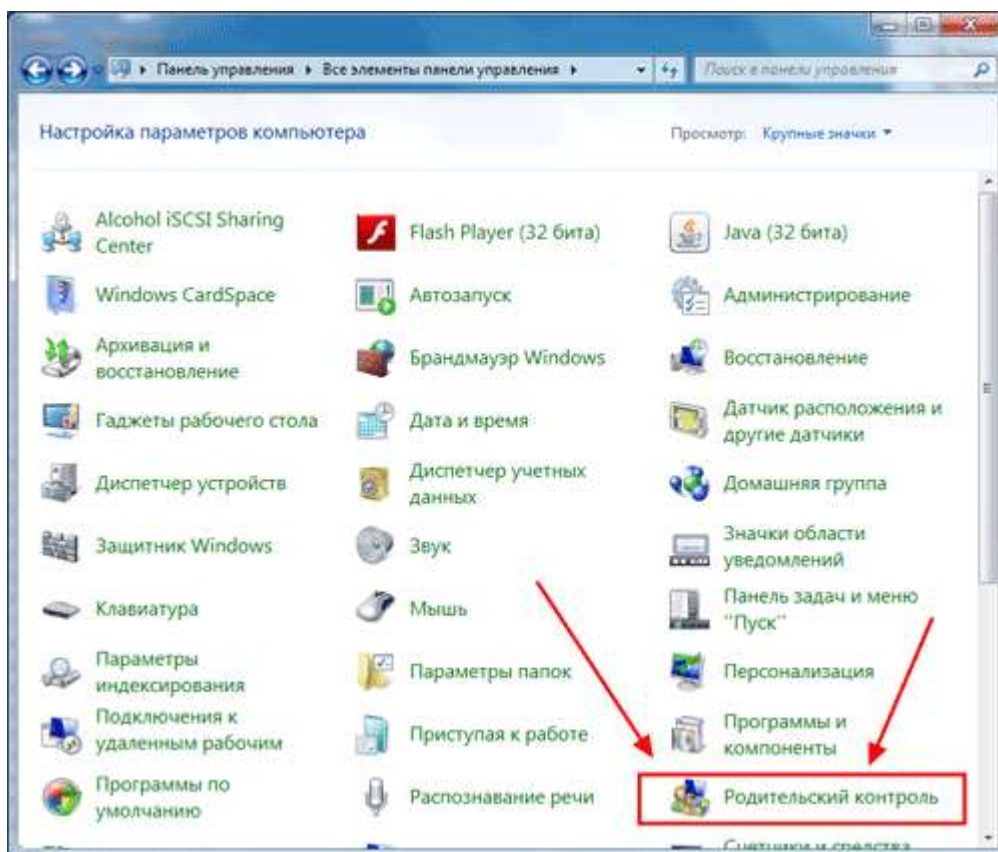 Панель управления ▸ Все элементы панели управления ▸
Поиск в панели управления
Настройка параметров компьютера
Просмотр: Крупные значки
Alcohol iSCSI Sharing
Center
Flash Player (32 бита)
Java (32 бита)
Windows CardSpace
Автозапуск
Администрирование
Архивация и
восстановление
Брандмауэр Windows
Восстановление
Гаджеты рабочего стола
Дата и время
Датчик расположения и
другие датчики
Диспетчер устройств
Диспетчер учетных
данных
Домашняя группа
Защитник Windows
Звук
Значки области
уведомлений
Клавиатура
Мышь
Панель задач и меню
"Пуск"
Параметры
индексирования
Параметры папок
Персонализация
Подключения к
удаленным рабочим
Приступая к работе
Программы и
компоненты
Программы по
умолчанию
Распознавание речи
Родительский контроль
Счетчики и средства